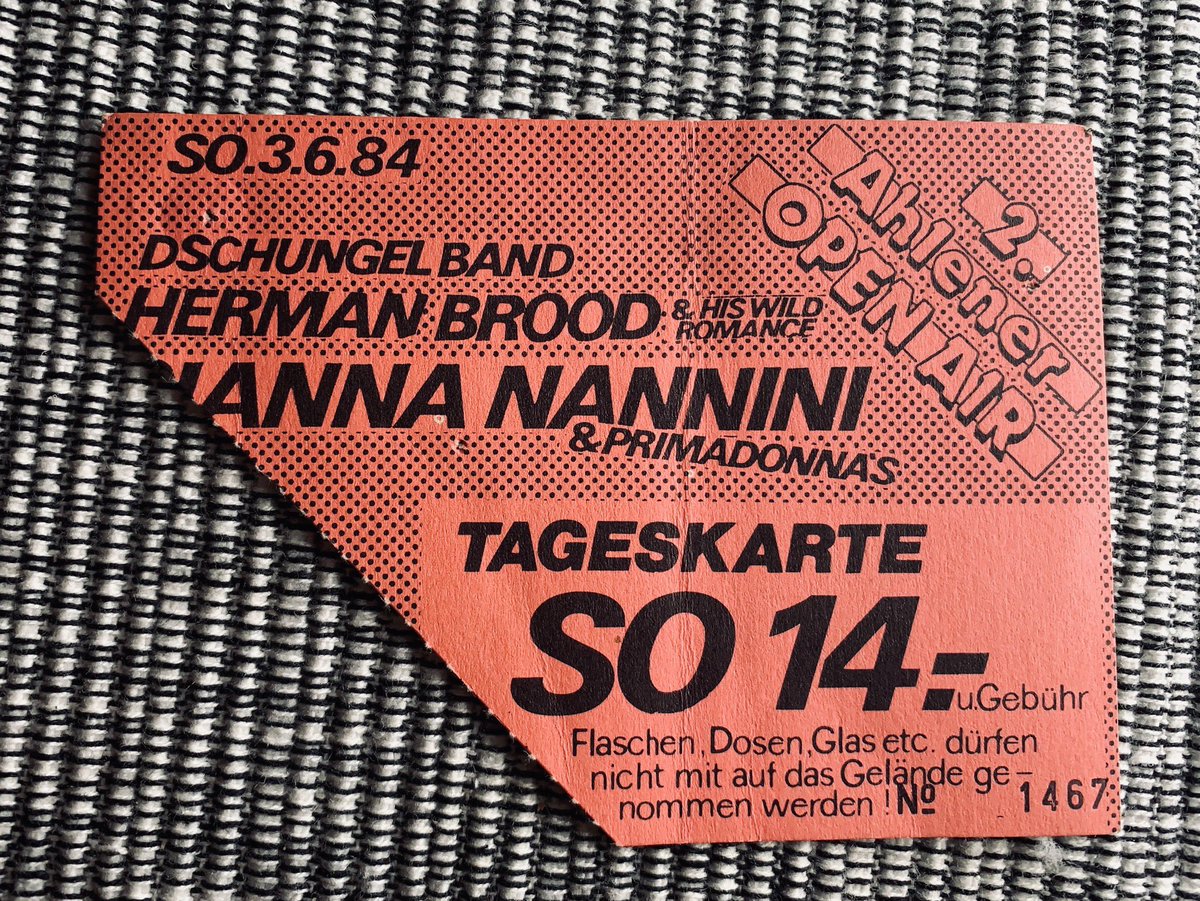 SO.3.6.84
2.
Ahlener
OPEN AIR
DSCHUNGEL BAND
HERMAN BROOD & HIS WILD
ROMANCE
ANNA NANNINI
& PRIMADONNA'S
TAGESKARTE
SO 14.-
u.Gebühr
Flaschen, Dosen, Glas etc. dürfen
nicht mit auf das Gelände ge-
nommen werden! No 1467